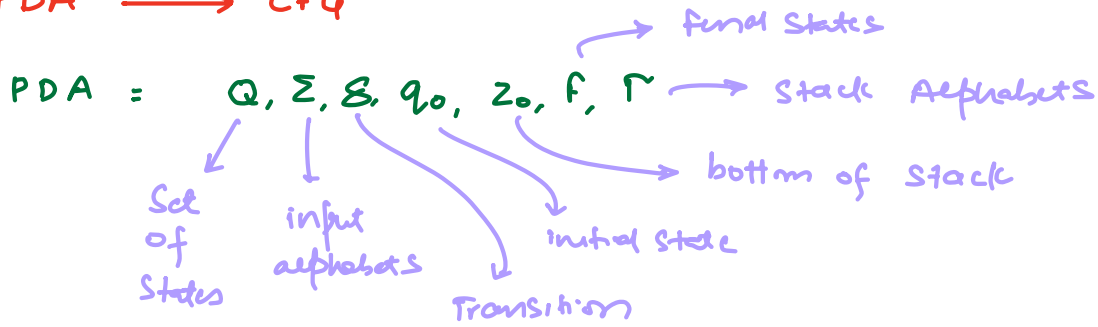 PDA → CFG
final States
PDA = Q, Σ, δ, q0, z0, f, Γ → Stack Alphabets
bottom of Stack
Set of States
input alphabets
initial State
Transition